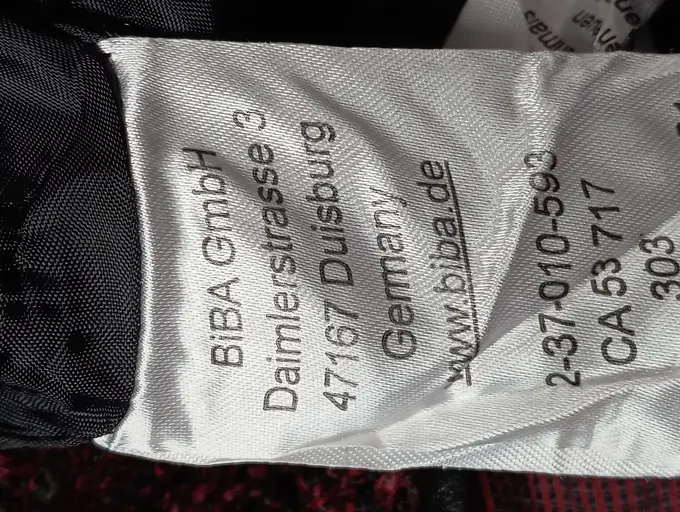 BiBA GmbH
Daimlerstrasse 3
47167 Duisburg
Germany
www.biba.de
2-37-010-593
CA 53 717
303